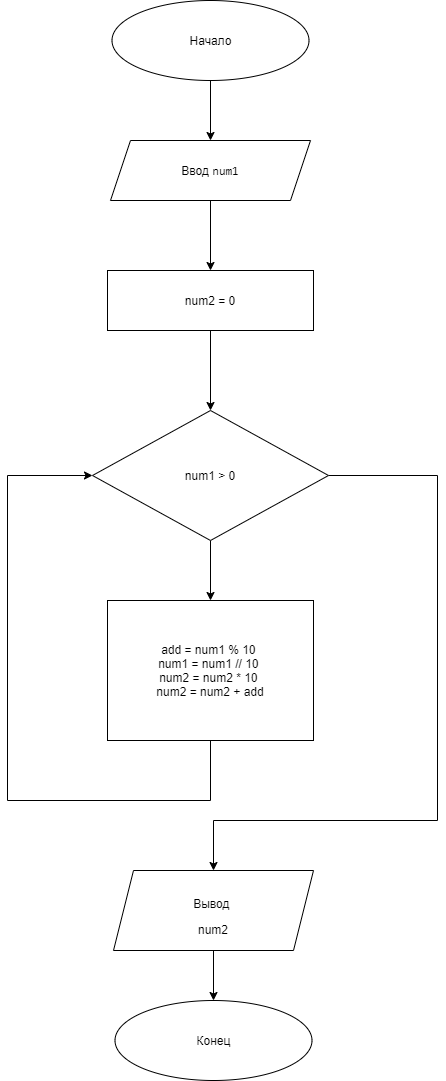 Начало
Ввод num1
num2 = 0
num1 > 0
add = num1 % 10
num1 = num1 // 10
num2 = num2 * 10
num2 = num2 + add
Вывод
num2
Конец